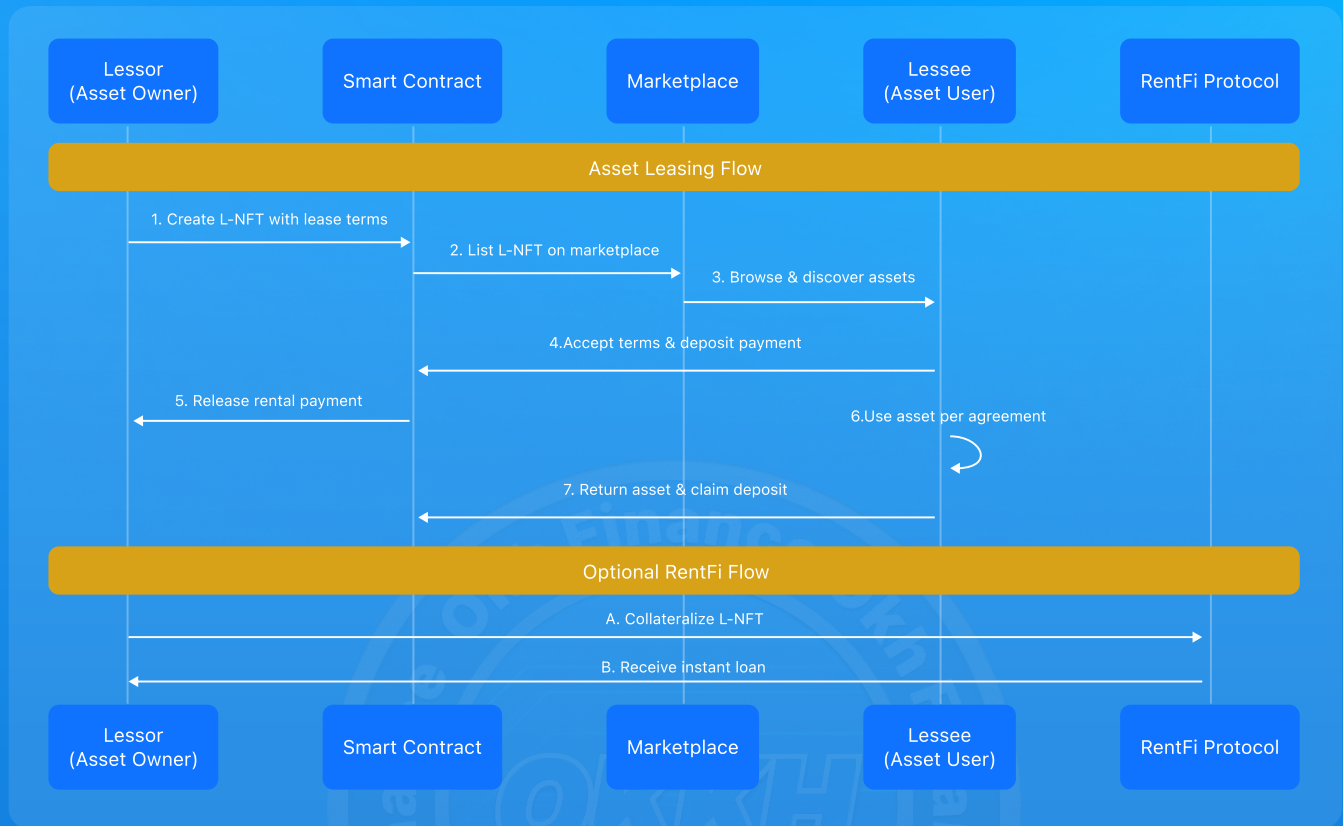 Lessor
(Asset Owner)
Smart Contract
Marketplace
Lessee
(Asset User)
RentFi Protocol
Asset Leasing Flow
1. Create L-NFT with lease terms
2. List L-NFT on marketplace
3. Browse & discover assets
4.Accept terms & deposit payment
5. Release rental payment
6.Use asset per agreement
7. Return asset & claim deposit
Optional RentFi Flow
A. Collateralize L-NFT
B. Receive instant loan
Lessor
(Asset Owner)
Smart Contract
Marketplace
Lessee
(Asset User)
RentFi Protocol